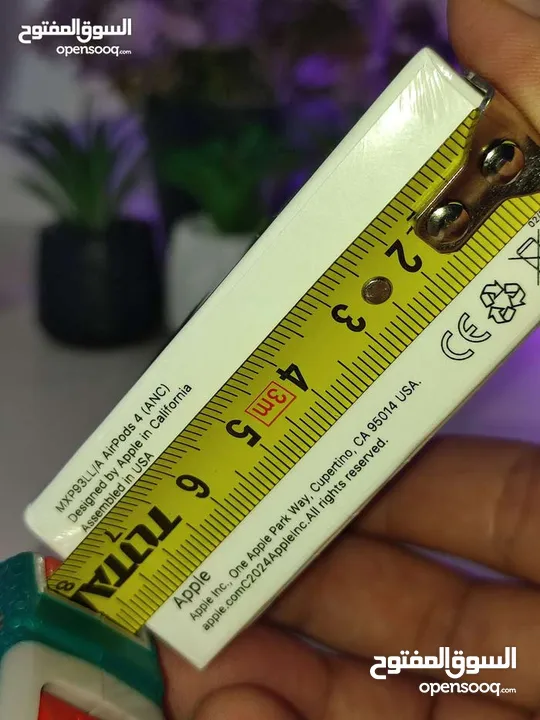 السوق المفتوح
opensooq.com
MXP93LL/A AirPods 4 (ANC)
Designed by Apple in California
Assembled in USA
2 3 4 3m 5 6 7 8
Apple
Apple Inc., One Apple Park Way, Cupertino, CA 95014 USA.
apple.comC2024AppleInc.All rights reserved.
CE
السوق المفتوح
opensooq.com